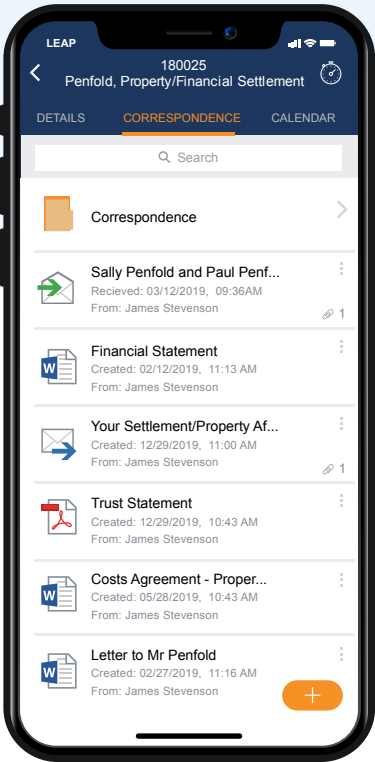 LEAP
180025
Penfold, Property/Financial Settlement
DETAILS CORRESPONDENCE CALENDAR
Search
Correspondence
Sally Penfold and Paul Penf...
Recieved: 03/12/2019, 09:36AM
From: James Stevenson
1
Financial Statement
Created: 02/12/2019, 11:13 AM
From: James Stevenson
W
Your Settlement/Property Af...
Created: 12/29/2019, 11:00 AM
From: James Stevenson
1
Trust Statement
Created: 12/29/2019, 10:43 AM
From: James Stevenson
Costs Agreement - Proper...
Created: 05/28/2019, 10:43 AM
From: James Stevenson
W
Letter to Mr Penfold
Created: 02/27/2019, 11:16 AM
From: James Stevenson
W